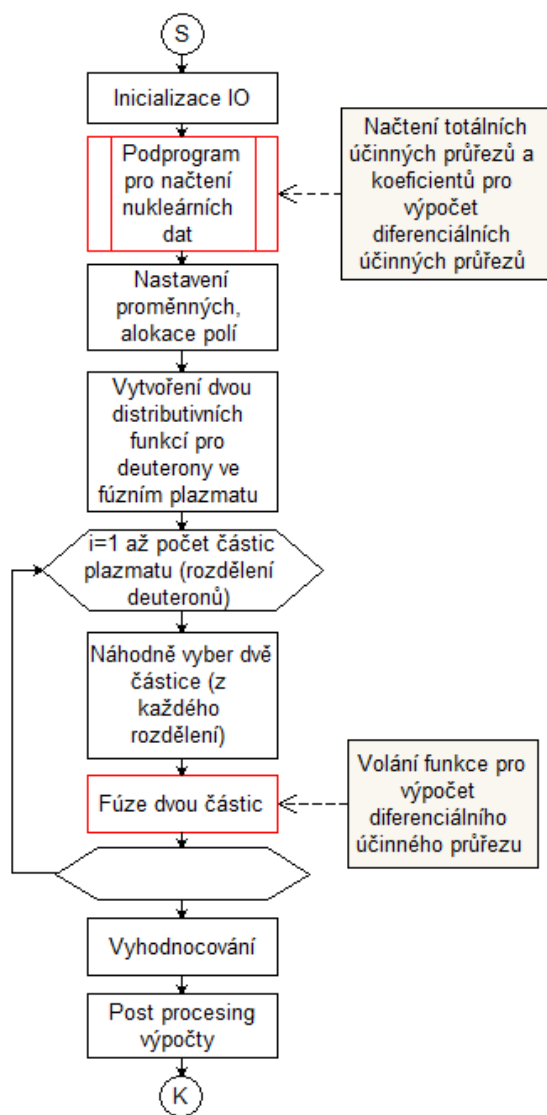 S
Inicializace IO
Podprogram
pro načtení
nukleárních
dat
Načtení totálních
účinných průřezů a
koeficientů pro
výpočet
diferenciálních
účinných průřezů
Nastavení
proměnných,
alokace polí
Vytvoření dvou
distributivních
funkcí pro
deuterony ve
fúzním plazmatu
i=1 až počet částic
plazmatu (rozdělení
deuteronů)
Náhodně vyber dvě
částice (z
každého
rozdělení)
Fúze dvou částic
Volání funkce pro
výpočet
diferenciálního
účinného průřezu
Vyhodnocování
Post procesing
výpočty
K